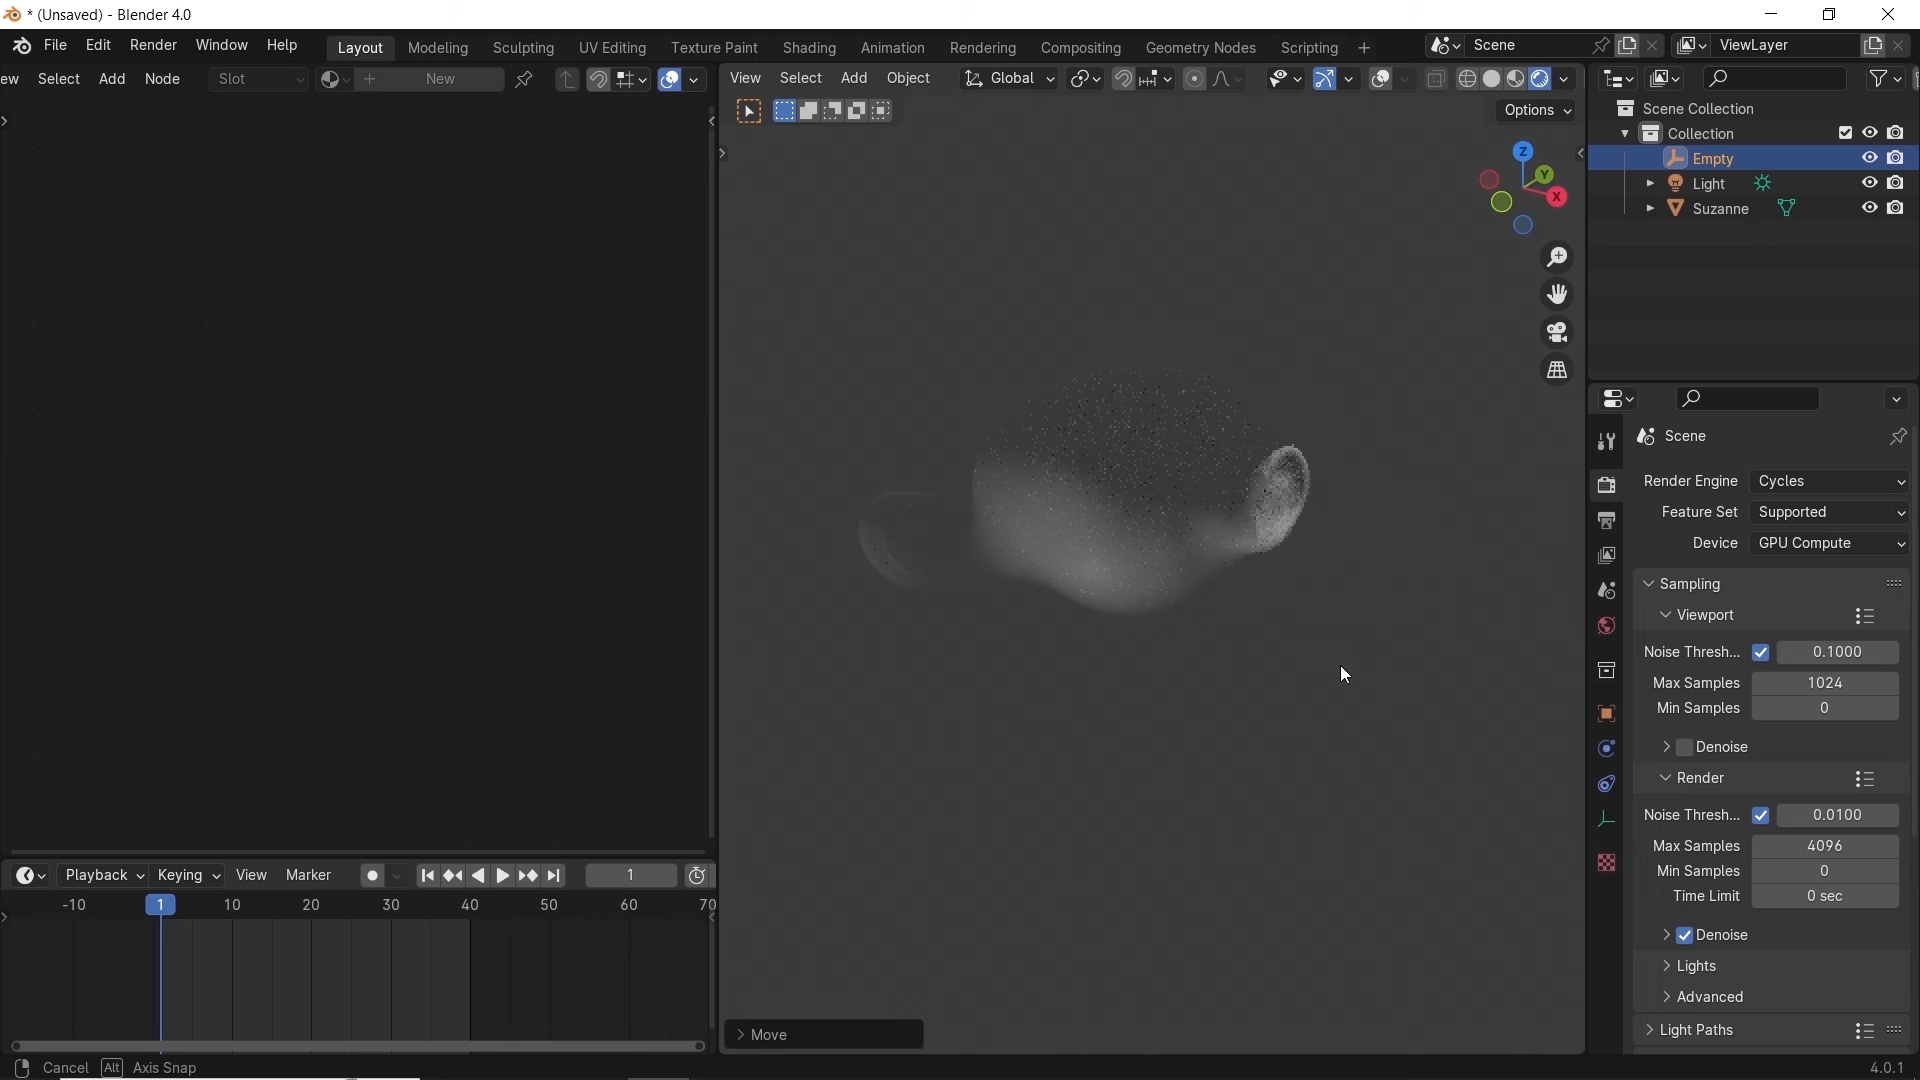 * (Unsaved) - Blender 4.0
File Edit Render Window Help Layout Modeling Sculpting UV Editing Texture Paint Shading Animation Rendering Compositing Geometry Nodes Scripting + Scene ViewLayer
ew Select Add Node Slot New
View Select Add Object Global
Options
Z
Y
X
Scene Collection
Collection
Empty
Light
Suzanne
Scene
Render Engine Cycles
Feature Set Supported
Device GPU Compute
Sampling
Viewport
Noise Thresh... 0.1000
Max Samples 1024
Min Samples 0
Denoise
Render
Noise Thresh... 0.0100
Max Samples 4096
Min Samples 0
Time Limit 0 sec
Denoise
Lights
Advanced
Light Paths
Playback Keying View Marker 1
-10 1 10 20 30 40 50 60 70
Move
Cancel Alt Axis Snap
4.0.1